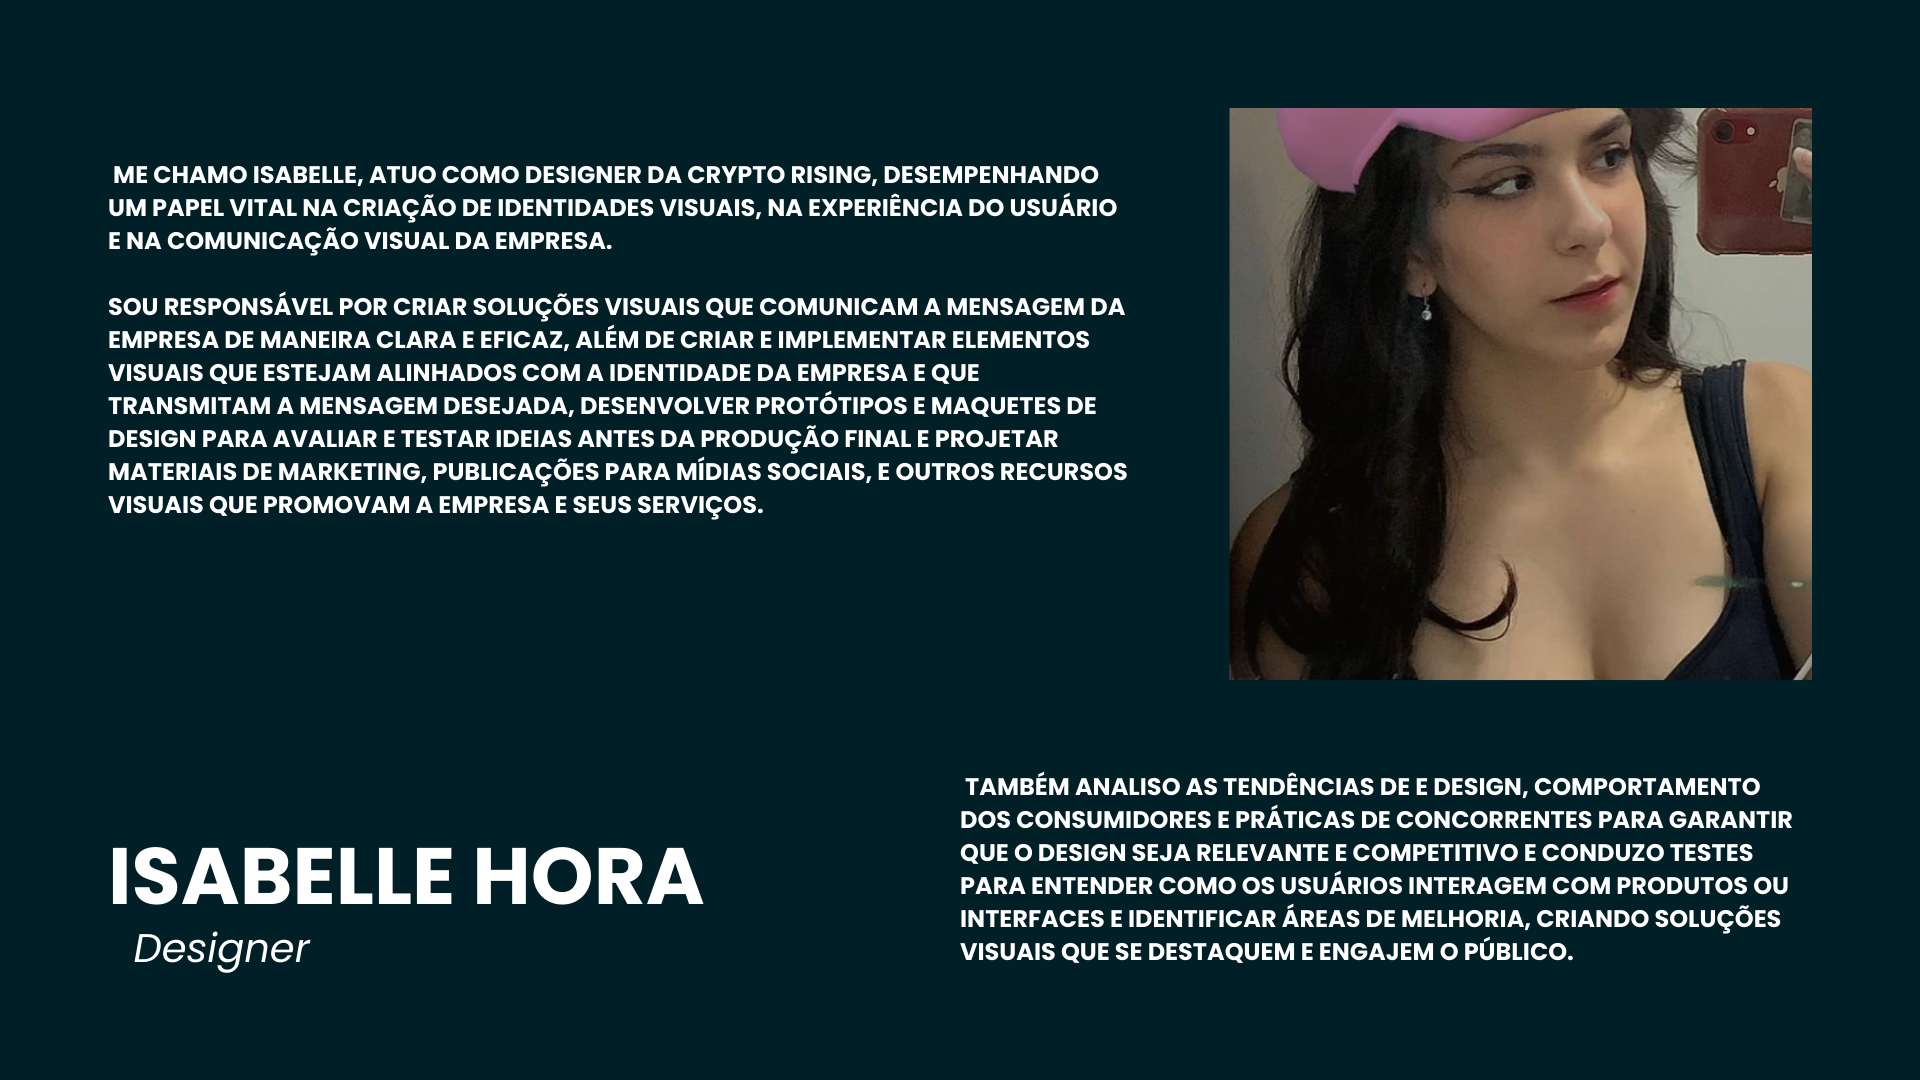 ME CHAMO ISABELLE, ATUO COMO DESIGNER DA CRYPTO RISING, DESEMPENHANDO
UM PAPEL VITAL NA CRIAÇÃO DE IDENTIDADES VISUAIS, NA EXPERIÊNCIA DO USUÁRIO
E NA COMUNICAÇÃO VISUAL DA EMPRESA.
SOU RESPONSÁVEL POR CRIAR SOLUÇÕES VISUAIS QUE COMUNICAM A MENSAGEM DA
EMPRESA DE MANEIRA CLARA E EFICAZ, ALÉM DE CRIAR E IMPLEMENTAR ELEMENTOS
VISUAIS QUE ESTEJAM ALINHADOS COM A IDENTIDADE DA EMPRESA E QUE
TRANSMITAM A MENSAGEM DESEJADA, DESENVOLVER PROTÓTIPOS E MAQUETES DE
DESIGN PARA AVALIAR E TESTAR IDEIAS ANTES DA PRODUÇÃO FINAL E PROJETAR
MATERIAIS DE MARKETING, PUBLICAÇÕES PARA MÍDIAS SOCIAIS, E OUTROS RECURSOS
VISUAIS QUE PROMOVAM A EMPRESA E SEUS SERVIÇOS.
ISABELLE HORA
Designer
TAMBÉM ANALISO AS TENDÊNCIAS DE E DESIGN, COMPORTAMENTO
DOS CONSUMIDORES E PRÁTICAS DE CONCORRENTES PARA GARANTIR
QUE O DESIGN SEJA RELEVANTE E COMPETITIVO E CONDUZO TESTES
PARA ENTENDER COMO OS USUÁRIOS INTERAGEM COM PRODUTOS OU
INTERFACES E IDENTIFICAR ÁREAS DE MELHORIA, CRIANDO SOLUÇÕES
VISUAIS QUE SE DESTAQUEM E ENGAJEM O PÚBLICO.